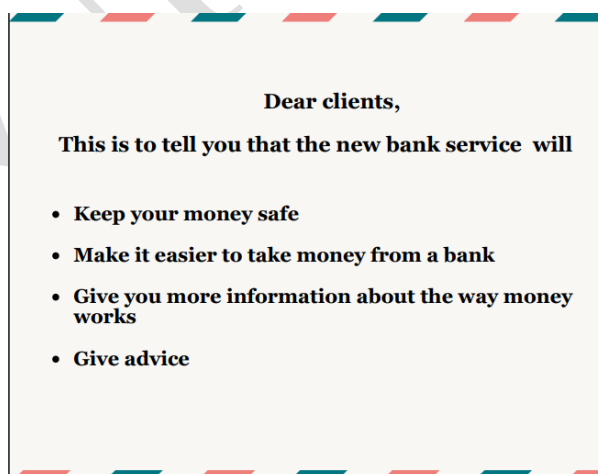 Dear clients,
This is to tell you that the new bank service will
• Keep your money safe
• Make it easier to take money from a bank
• Give you more information about the way money
works
• Give advice